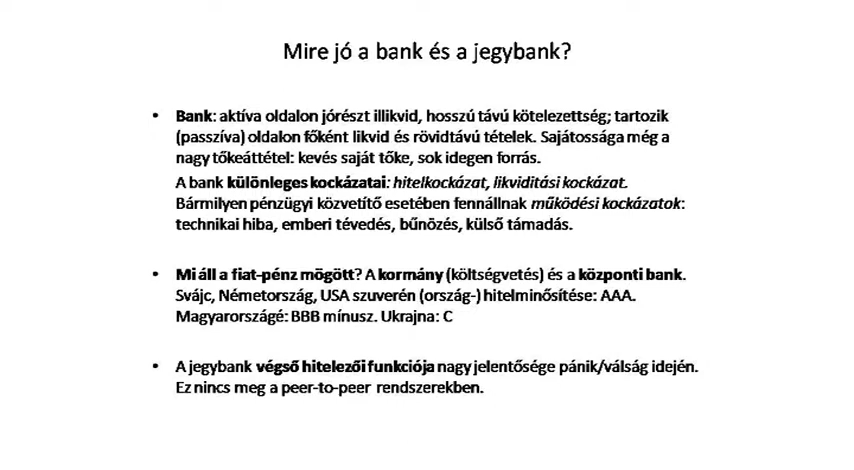 Mire jó a bank és a jegybank?
• Bank: aktíva oldalon jórészt illikvid, hosszú távú kötelezettség; tartozik
(passzíva) oldalon főként likvid és rövidtávú tételek. Sajátossága még a
nagy tőkeáttétel: kevés saját tőke, sok idegen forrás.
A bank különleges kockázatai: hitelkockázat, likviditási kockázat.
Bármilyen pénzügyi közvetítő esetében fennállnak működési kockázatok:
technikai hiba, emberi tévedés, bűnözés, külső támadás.
• Mi áll a fiat-pénz mögött? A kormány (költségvetés) és a központi bank.
Svájc, Németország, USA szuverén (ország-) hitelminősítése: AAA.
Magyarországé: BBB mínusz. Ukrajna: C
• A jegybank végső hitelezői funkciója nagy jelentősége pánik/válság idején.
Ez nincs meg a peer-to-peer rendszerekben.